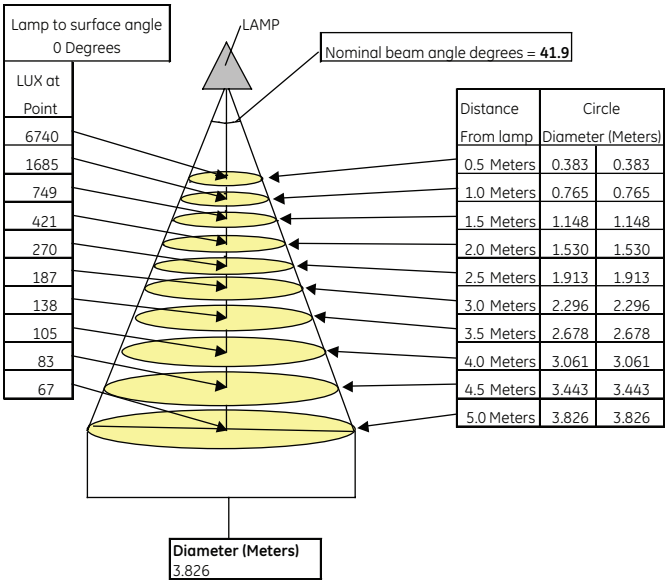 Lamp to surface angle
0 Degrees
LAMP
Nominal beam angle degrees = 41.9
LUX at
Point
6740
1685
749
421
270
187
138
105
83
67
Distance Circle
From lamp Diameter (Meters)
0.5 Meters 0.383 0.383
1.0 Meters 0.765 0.765
1.5 Meters 1.148 1.148
2.0 Meters 1.530 1.530
2.5 Meters 1.913 1.913
3.0 Meters 2.296 2.296
3.5 Meters 2.678 2.678
4.0 Meters 3.061 3.061
4.5 Meters 3.443 3.443
5.0 Meters 3.826 3.826
Diameter (Meters)
3.826